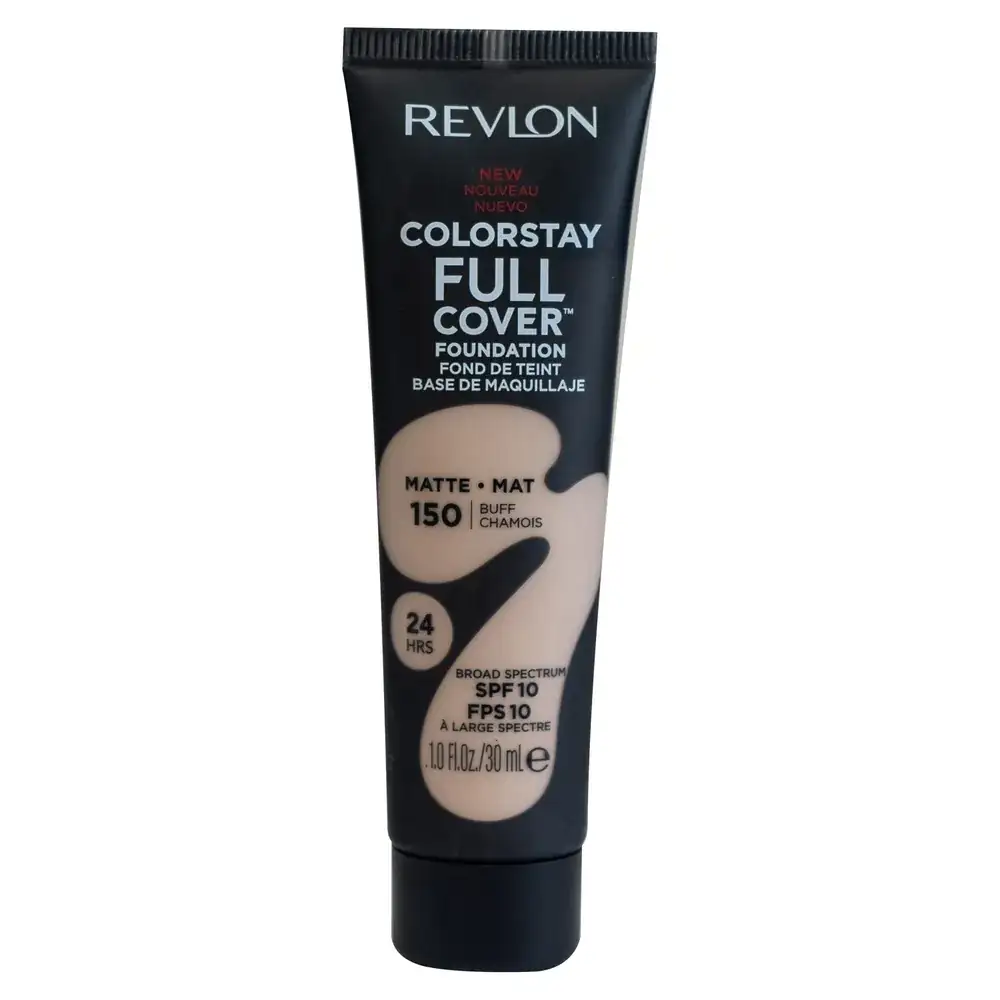 REVLON
NEW
NOUVEAU
NUEVO
COLORSTAY
FULL
COVER™
FOUNDATION
FOND DE TEINT
BASE DE MAQUILLAJE
MATTE • MAT
150 | BUFF
CHAMOIS
24
HRS
BROAD SPECTRUM
SPF 10
FPS 10
À LARGE SPECTRE
1.0 Fl.Oz./30 mL ℮